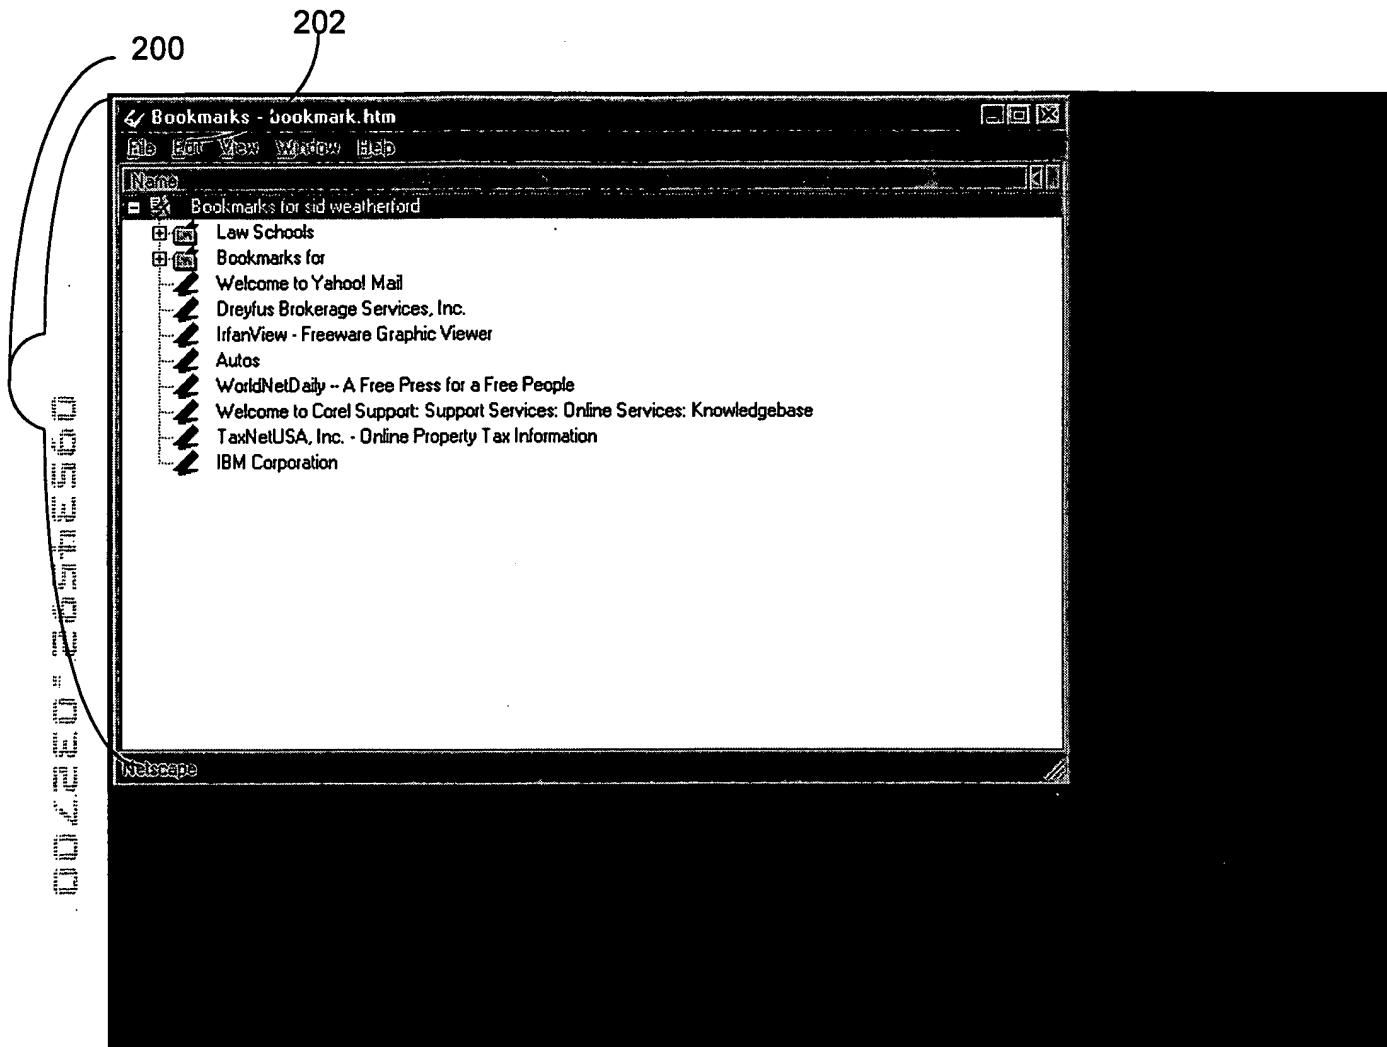 202
200
Bookmarks - bookmark.htm
File Edit View Window Help
Name
Bookmarks for sid weatherford
Law Schools
Bookmarks for
Welcome to Yahoo! Mail
Dreyfus Brokerage Services, Inc.
IrfanView - Freeware Graphic Viewer
Autos
WorldNetDaily -- A Free Press for a Free People
Welcome to Corel Support: Support Services: Online Services: Knowledgebase
TaxNetUSA, Inc. - Online Property Tax Information
IBM Corporation
Netscape